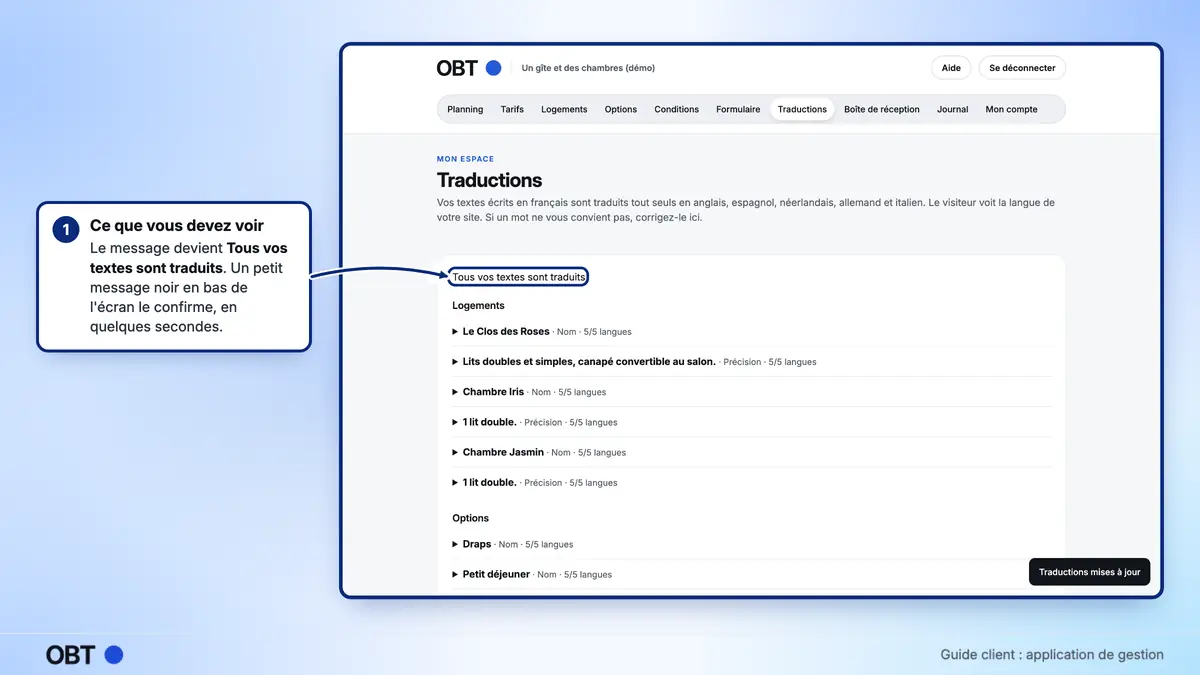 OBT
Un gîte et des chambres (démo)
Aide
Se déconnecter
Planning
Tarifs
Logements
Options
Conditions
Formulaire
Traductions
Boîte de réception
Journal
Mon compte
MON ESPACE
Traductions
Vos textes écrits en français sont traduits tout seuls en anglais, espagnol, néerlandais, allemand et italien. Le visiteur voit la langue de
votre site. Si un mot ne vous convient pas, corrigez-le ici.
1
Ce que vous devez voir
Le message devient Tous vos
textes sont traduits. Un petit
message noir en bas de
l'écran le confirme, en
quelques secondes.
Tous vos textes sont traduits
Logements
Le Clos des Roses · Nom · 5/5 langues
Lits doubles et simples, canapé convertible au salon. · Précision · 5/5 langues
Chambre Iris · Nom · 5/5 langues
1 lit double. · Précision · 5/5 langues
Chambre Jasmin · Nom · 5/5 langues
1 lit double. · Précision · 5/5 langues
Options
Draps · Nom · 5/5 langues
Petit déjeuner · Nom · 5/5 langues
Traductions mises à jour
OBT
Guide client : application de gestion